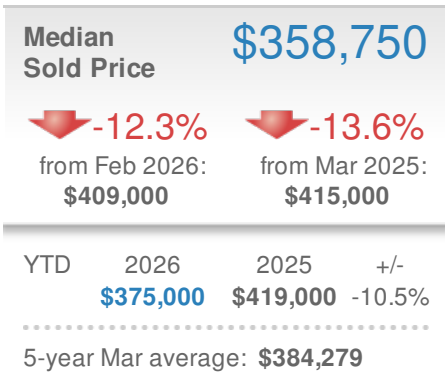 Median
Sold Price
$358,750
-12.3% -13.6%
from Feb 2026: from Mar 2025:
$409,000 $415,000
YTD 2026 2025 +/-
$375,000 $419,000 -10.5%
5-year Mar average: $384,279